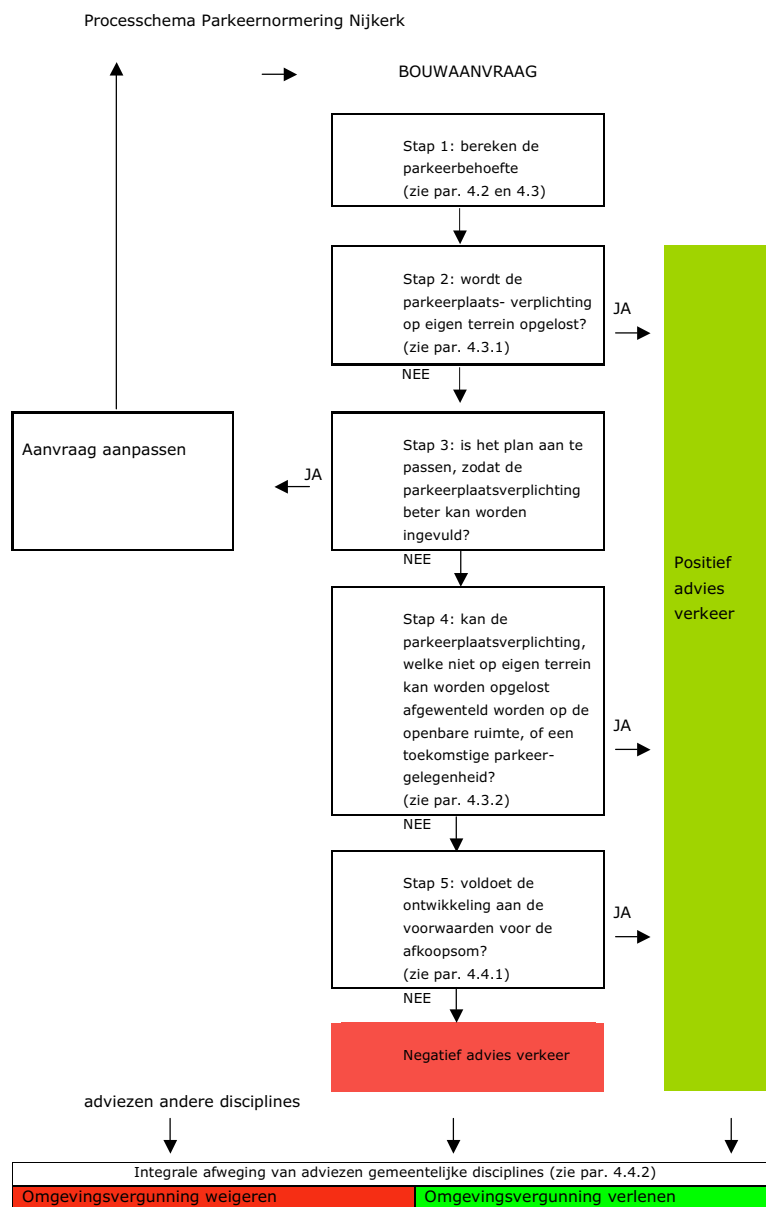 Processchema Parkeernormering Nijkerk
BOUWAANVRAAG
Stap 1: bereken de
parkeerbehoefte
(zie par. 4.2 en 4.3)
Stap 2: wordt de
parkeerplaats- verplichting
op eigen terrein opgelost?
(zie par. 4.3.1)
JA
NEE
Aanvraag aanpassen
JA
Stap 3: is het plan aan te
passen, zodat de
parkeerplaatsverplichting
beter kan worden
ingevuld?
NEE
Positief
advies
verkeer
Stap 4: kan de
parkeerplaatsverplichting,
welke niet op eigen terrein
kan worden opgelost
afgewenteld worden op de
openbare ruimte, of een
toekomstige parkeer-
gelegenheid?
(zie par. 4.3.2)
JA
NEE
Stap 5: voldoet de
ontwikkeling aan de
voorwaarden voor de
afkoopsom?
(zie par. 4.4.1)
JA
NEE
Negatief advies verkeer
adviezen andere disciplines
Integrale afweging van adviezen gemeentelijke disciplines (zie par. 4.4.2)
Omgevingsvergunning weigeren
Omgevingsvergunning verlenen